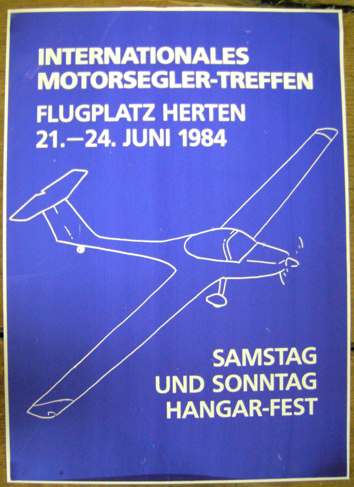 INTERNATIONALES
MOTORSEGLER-TREFFEN
FLUGPLATZ HERTEN
21.—24. JUNI 1984
SAMSTAG
UND SONNTAG
HANGAR-FEST